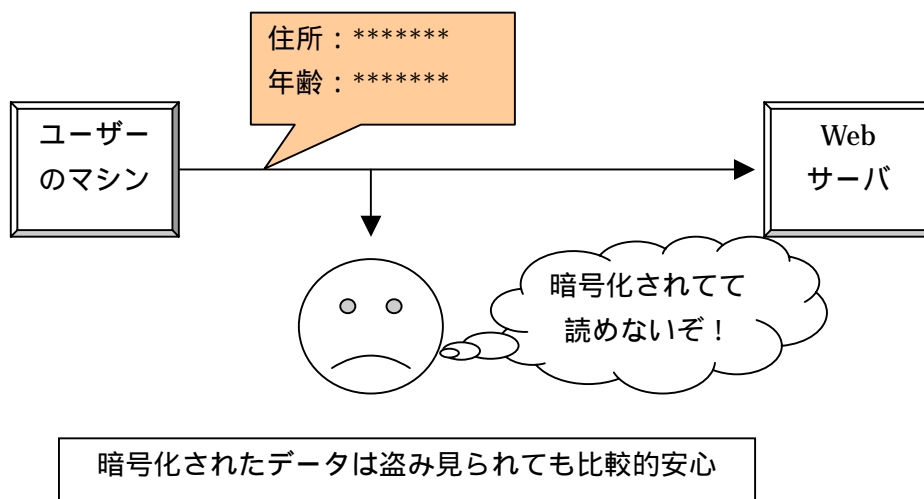 住所：*******
年齢：*******
ユーザー
のマシン
Web
サーバ
暗号化されてて
読めないぞ！
暗号化されたデータは盗み見られても比較的安心